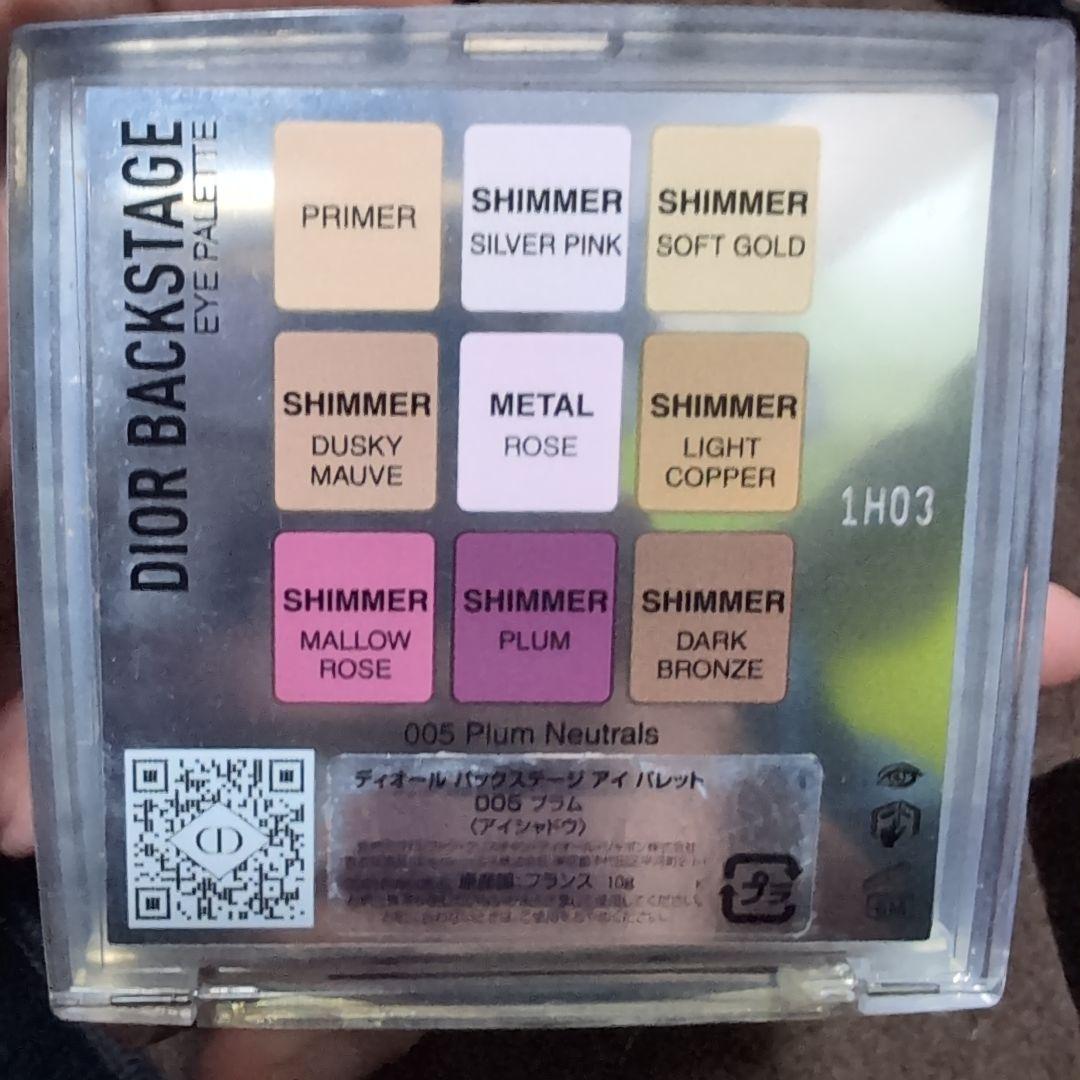 DIOR BACKSTAGE
EYE PALETTE
PRIMER
SHIMMER
SILVER PINK
SHIMMER
SOFT GOLD
SHIMMER
DUSKY
MAUVE
METAL
ROSE
SHIMMER
LIGHT
COPPER
1H03
SHIMMER
MALLOW
ROSE
SHIMMER
PLUM
SHIMMER
DARK
BRONZE
005 Plum Neutrals
CD
ディオール バックステージ アイ パレット
005 プラム
(アイシャドウ)
原産国:フランス 10g
プラ